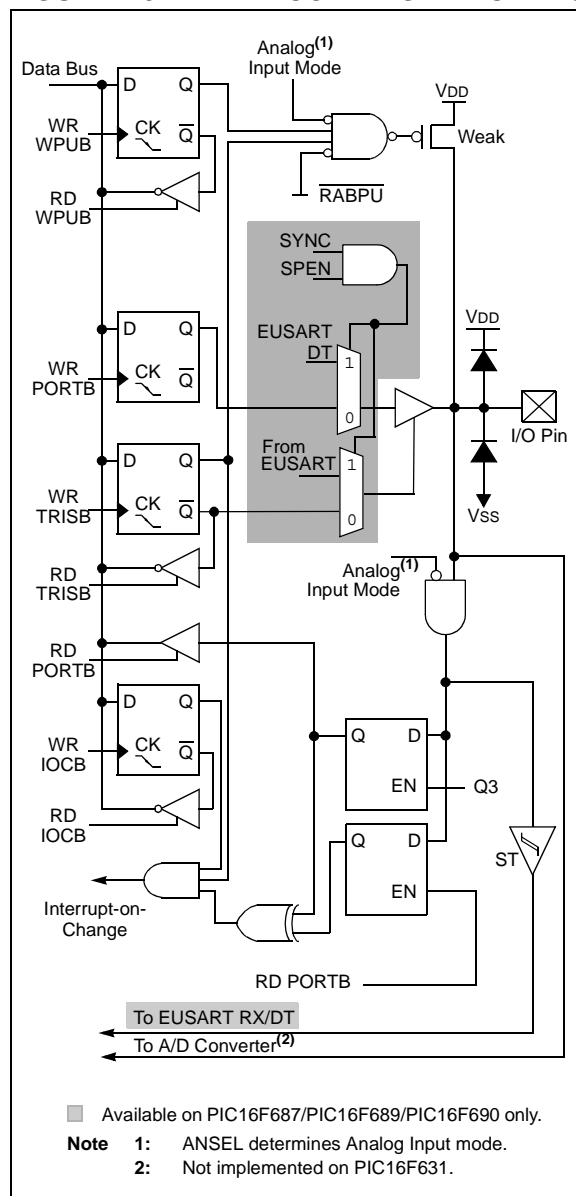 Analog(1)
Input Mode
Data Bus
VDD
D Q
WR
WPUB
CK
Q
Weak
RD
WPUB
RABPU
SYNC
SPEN
EUSART
DT
1
0
VDD
D Q
WR
PORTB
CK
Q
I/O Pin
From
EUSART
1
0
D Q
WR
TRISB
CK
Q
VSS
RD
TRISB
Analog(1)
Input Mode
RD
PORTB
D Q
WR
IOCB
CK
Q
Q D
EN
Q3
RD
IOCB
Q D
EN
ST
Interrupt-on-
Change
RD PORTB
To EUSART RX/DT
To A/D Converter(2)
Available on PIC16F687/PIC16F689/PIC16F690 only.
Note 1: ANSEL determines Analog Input mode.
2: Not implemented on PIC16F631.